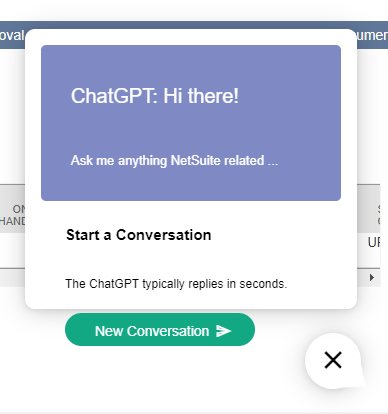 oval
umen
ChatGPT: Hi there!
Ask me anything NetSuite related ...
ON
HAND
S
Start a Conversation
UF
The ChatGPT typically replies in seconds.
New Conversation